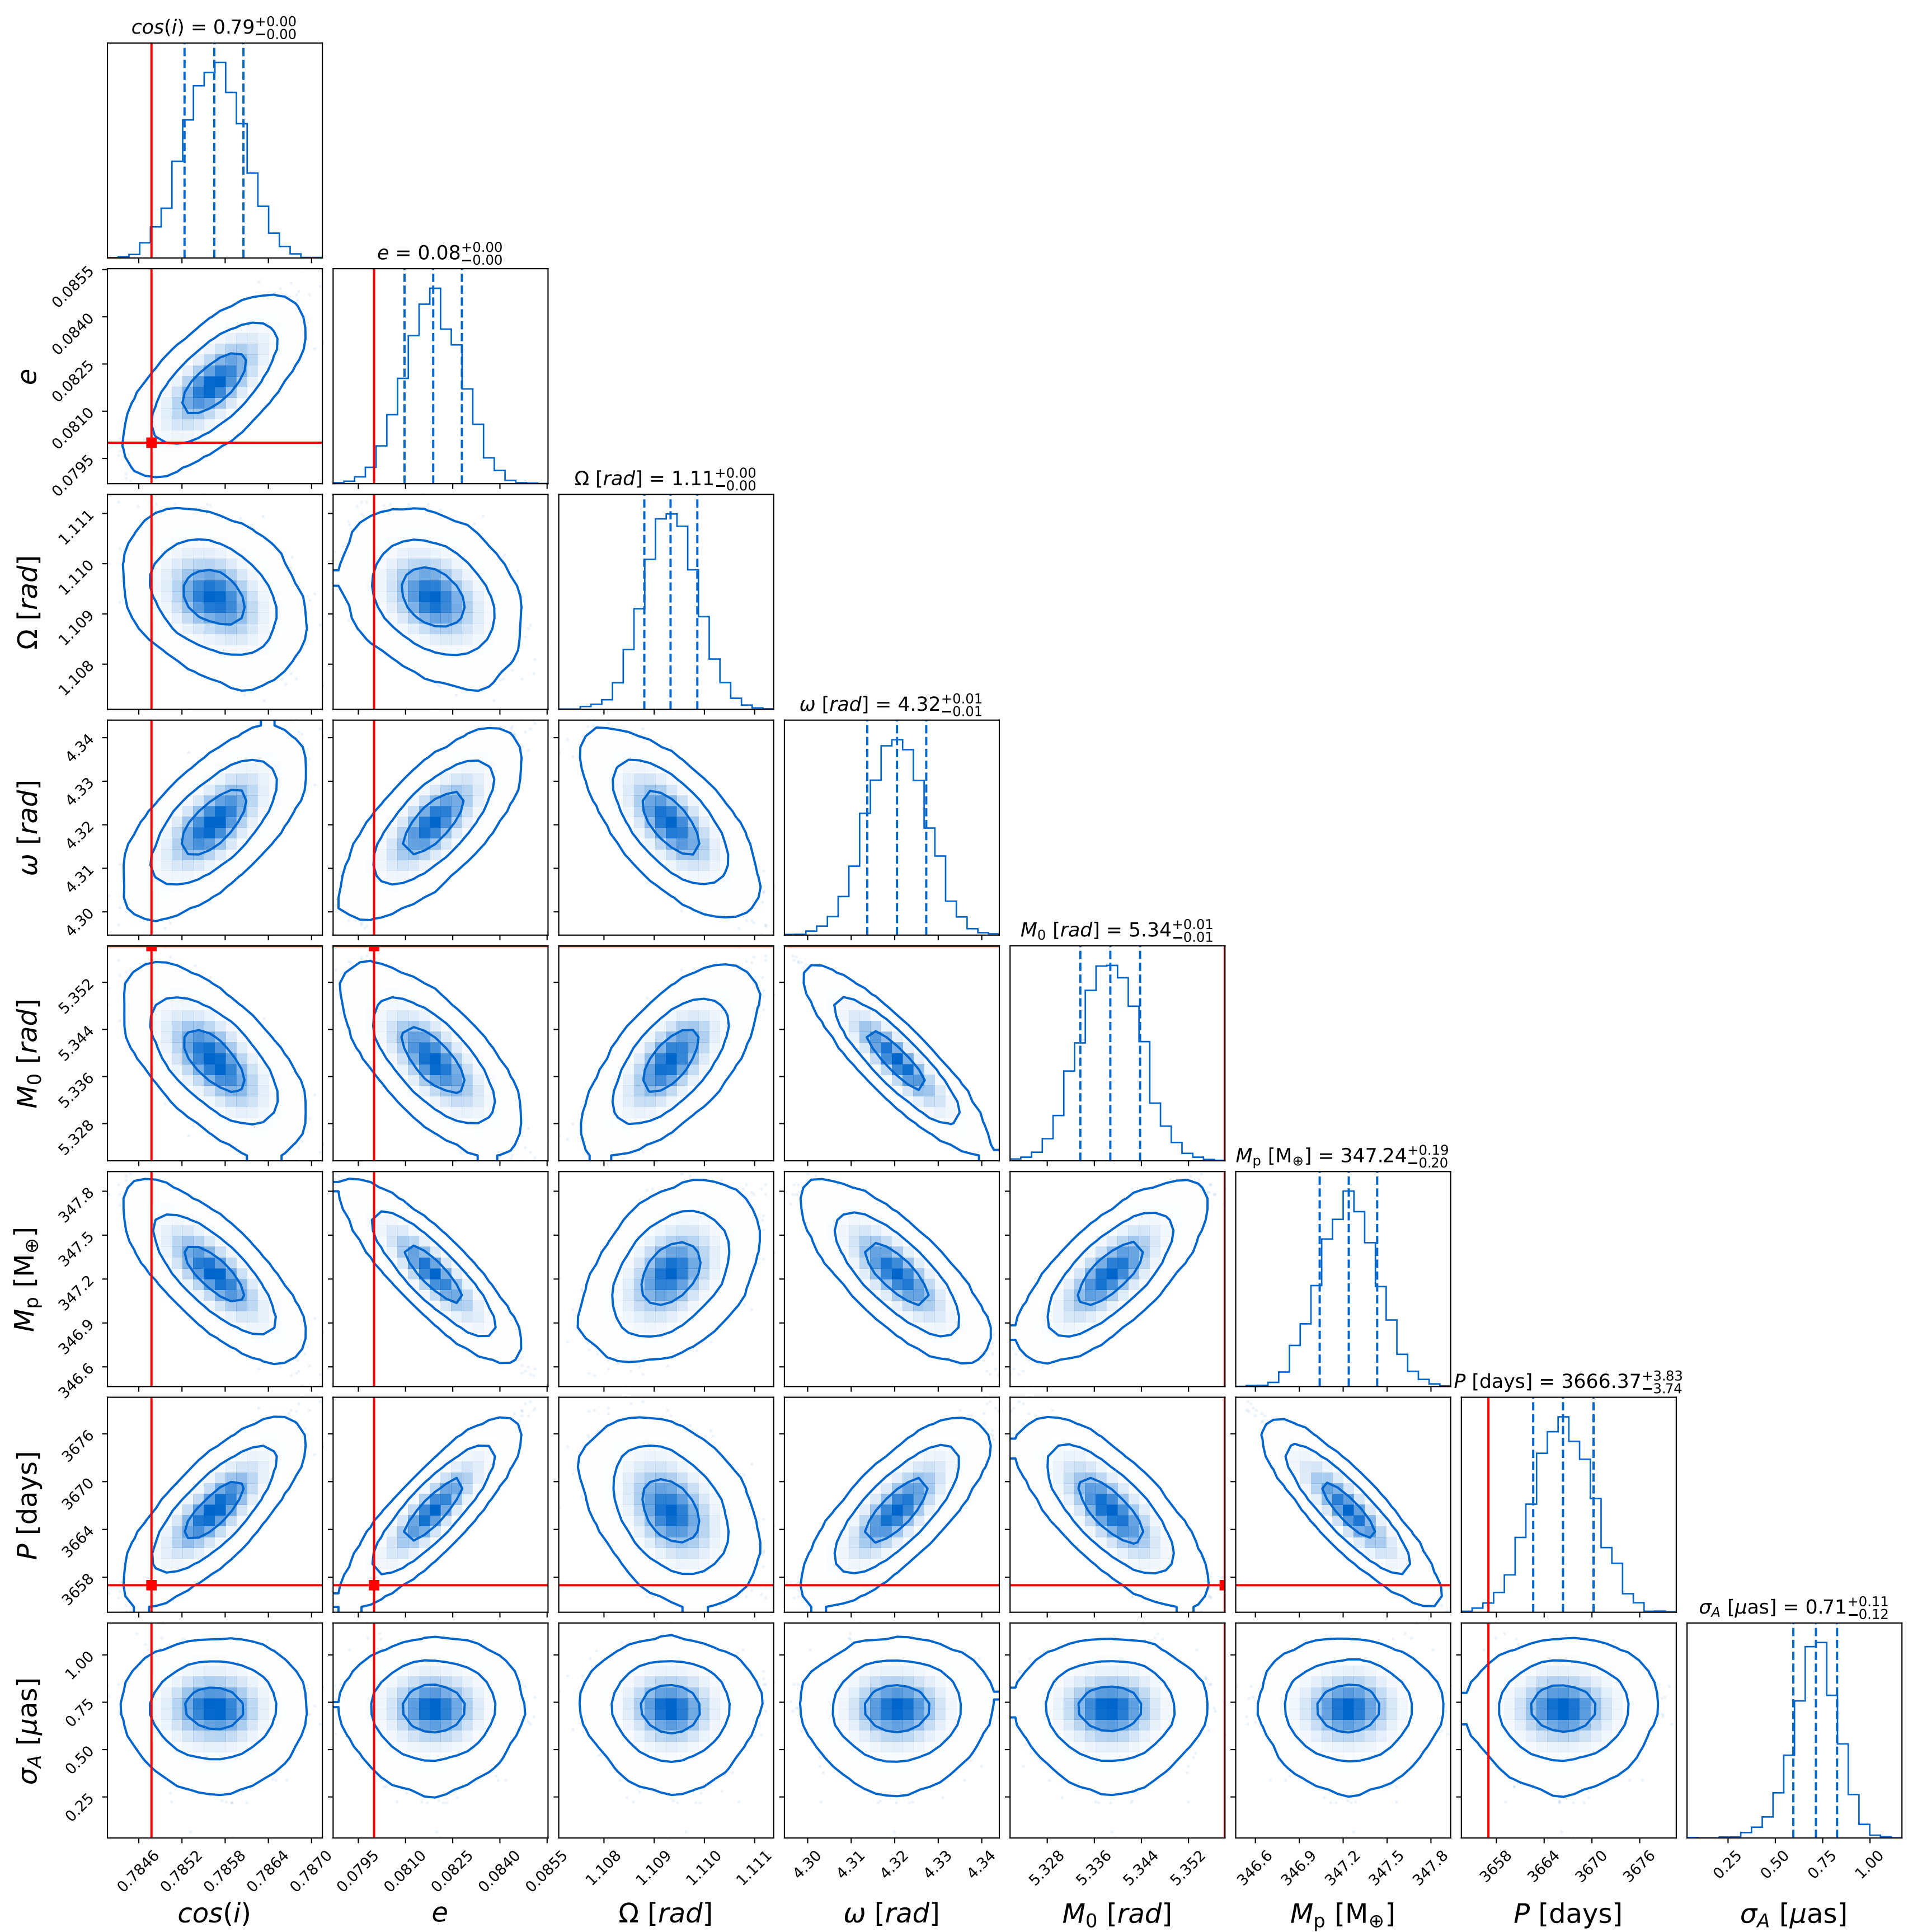 cos(i) = 0.79+0.00−0.00
e = 0.08+0.00−0.00
0.0855
0.0840
0.0825
0.0810
0.0795
e
Ω [rad] = 1.11+0.00−0.00
1.111
1.110
1.109
1.108
Ω [rad]
ω [rad] = 4.32+0.01−0.01
4.34
4.33
4.32
4.31
4.30
ω [rad]
M0 [rad] = 5.34+0.01−0.01
5.352
5.344
5.336
5.328
M0 [rad]
Mp [M⊕] = 347.24+0.19−0.20
347.8
347.5
347.2
346.9
346.6
Mp [M⊕]
P [days] = 3666.37+3.83−3.74
3676
3670
3664
3658
P [days]
σA [μas] = 0.71+0.11−0.12
1.00
0.75
0.50
0.25
σA [μas]
0.7846 0.7852 0.7858 0.7864 0.7870 0.0795 0.0810 0.0825 0.0840 0.0855 1.108 1.109 1.110 1.111 4.30 4.31 4.32 4.33 4.34 5.328 5.336 5.344 5.352 346.6 346.9 347.2 347.5 347.8 3658 3664 3670 3676 0.25 0.50 0.75 1.00
cos(i) e Ω [rad] ω [rad] M0 [rad] Mp [M⊕] P [days] σA [μas]